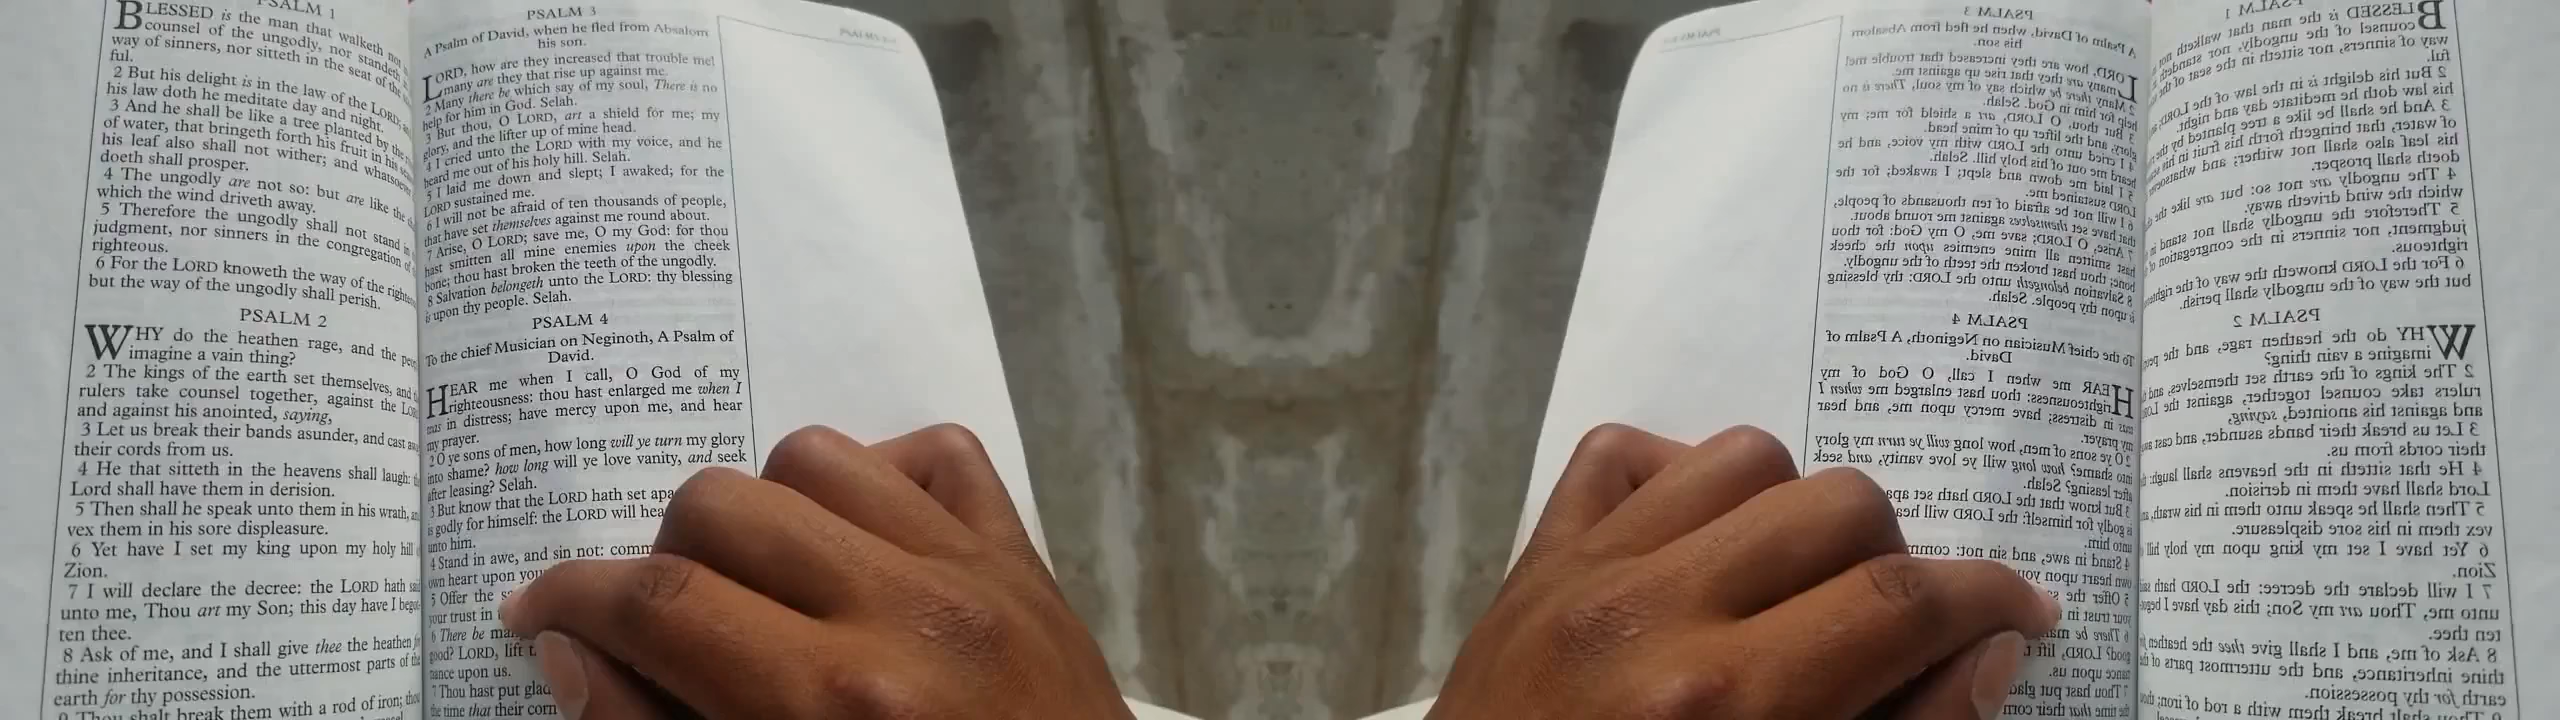 PSALM 1
BLESSED is the man that walketh not
counsel of the ungodly, nor standeth
way of sinners, nor sitteth in the seat of the
ful.
2 But his delight is in the law of the LORD;
his law doth he meditate day and night.
3 And he shall be like a tree planted by the
of water, that bringeth forth his fruit in his
his leaf also shall not wither; and whatsoever
doeth shall prosper.
4 The ungodly are not so: but are like the
which the wind driveth away.
5 Therefore the ungodly shall not stand in
judgment, nor sinners in the congregation of
righteous.
6 For the LORD knoweth the way of the
but the way of the ungodly shall perish.
PSALM 2
WHY do the heathen rage, and the
imagine a vain thing?
2 The kings of the earth set themselves, and
rulers take counsel together, against the
and against his anointed, saying,
3 Let us break their bands asunder, and cast
their cords from us.
4 He that sitteth in the heavens shall laugh:
Lord shall have them in derision.
5 Then shall he speak unto them in his wrath,
vex them in his sore displeasure.
6 Yet have I set my king upon my holy hill
Zion.
7 I will declare the decree: the LORD hath
unto me, Thou art my Son; this day have I
ten thee.
8 Ask of me, and I shall give thee the heathen
thine inheritance, and the uttermost parts of
earth for thy possession.
9 Thou shalt break them with a rod of iron;
PSALM 3
A Psalm of David, when he fled from Absalom
his son.
LORD, how are they increased that trouble me!
many are they that rise up against me.
2 Many there be which say of my soul, There is no
help for him in God. Selah.
3 But thou, O LORD, art a shield for me; my
glory, and the lifter up of mine head.
4 I cried unto the LORD with my voice, and he
heard me out of his holy hill. Selah.
5 I laid me down and slept; I awaked; for the
LORD sustained me.
6 I will not be afraid of ten thousands of people,
that have set themselves against me round about.
7 Arise, O LORD; save me, O my God: for thou
hast smitten all mine enemies upon the cheek
bone; thou hast broken the teeth of the ungodly.
8 Salvation belongeth unto the LORD: thy blessing
is upon thy people. Selah.
PSALM 4
To the chief Musician on Neginoth, A Psalm of
David.
HEAR me when I call, O God of my
righteousness: thou hast enlarged me when I
was in distress; have mercy upon me, and hear
my prayer.
2 O ye sons of men, how long will ye turn my glory
into shame? how long will ye love vanity, and seek
after leasing? Selah.
3 But know that the LORD hath set apa
is godly for himself: the LORD will hea
unto him.
4 Stand in awe, and sin not: comm
own heart upon you
5 Offer the
your trust in
6 There be ma
good? LORD, lift
nance upon us.
7 Thou hast put glad
the time that their corn